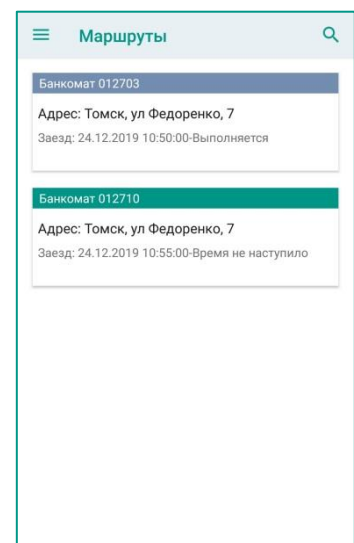 Маршруты
Банкомат 012703
Адрес: Томск, ул Федоренко, 7
Заезд: 24.12.2019 10:50:00-Выполняется
Банкомат 012710
Адрес: Томск, ул Федоренко, 7
Заезд: 24.12.2019 10:55:00-Время не наступило